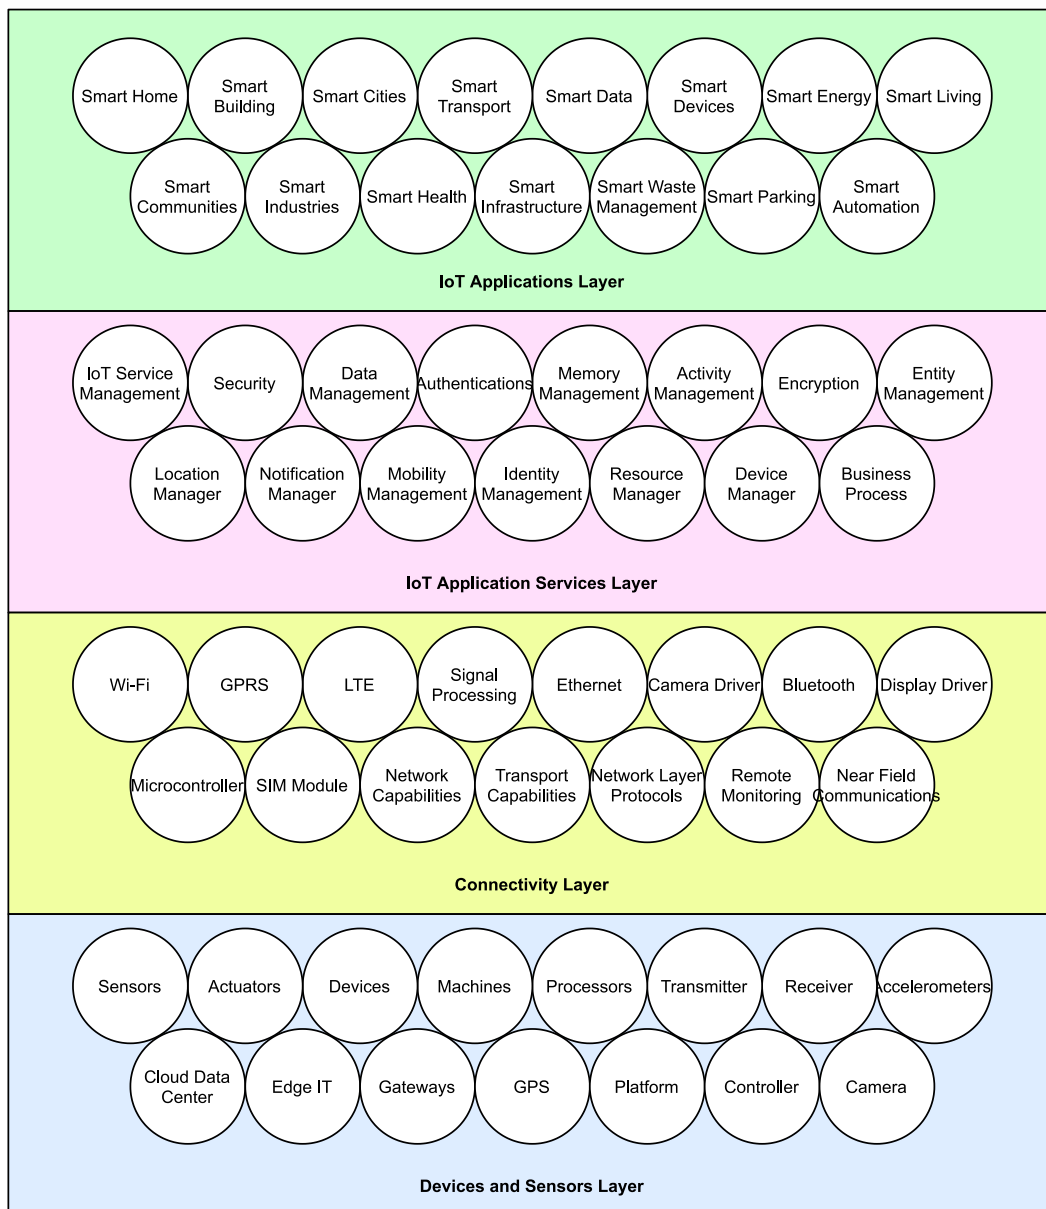 Smart Home
Smart
Building
Smart Cities
Smart
Transport
Smart Data
Smart
Devices
Smart Energy
Smart Living
Smart
Communities
Smart
Industries
Smart Health
Smart
Infrastructure
Smart Waste
Management
Smart Parking
Smart
Automation
IoT Applications Layer
IoT Service
Management
Security
Data
Management
Authentications
Memory
Management
Activity
Management
Encryption
Entity
Management
Location
Manager
Notification
Manager
Mobility
Management
Identity
Management
Resource
Manager
Device
Manager
Business
Process
IoT Application Services Layer
Wi-Fi
GPRS
LTE
Signal
Processing
Ethernet
Camera Driver
Bluetooth
Display Driver
Microcontroller
SIM Module
Network
Capabilities
Transport
Capabilities
Network Layer
Protocols
Remote
Monitoring
Near Field
Communications
Connectivity Layer
Sensors
Actuators
Devices
Machines
Processors
Transmitter
Receiver
Accelerometers
Cloud Data
Center
Edge IT
Gateways
GPS
Platform
Controller
Camera
Devices and Sensors Layer